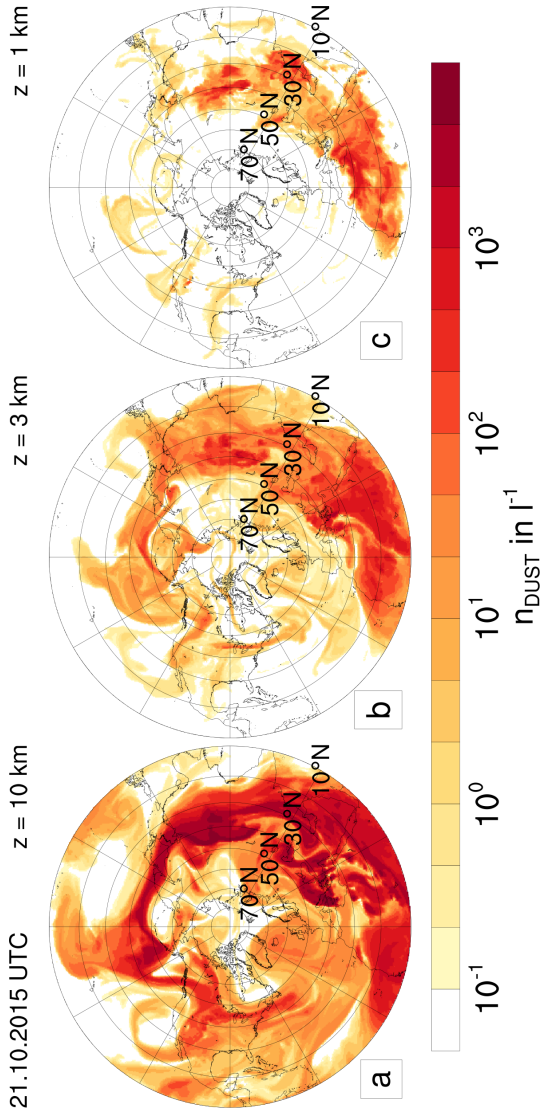 21.10.2015 UTC
z = 10 km
z = 3 km
z = 1 km
70°N
50°N
30°N
10°N
a
70°N
50°N
30°N
10°N
b
70°N
50°N
30°N
10°N
c
10⁻¹ 10⁰ 10¹ 10² 10³
n_DUST in l⁻¹